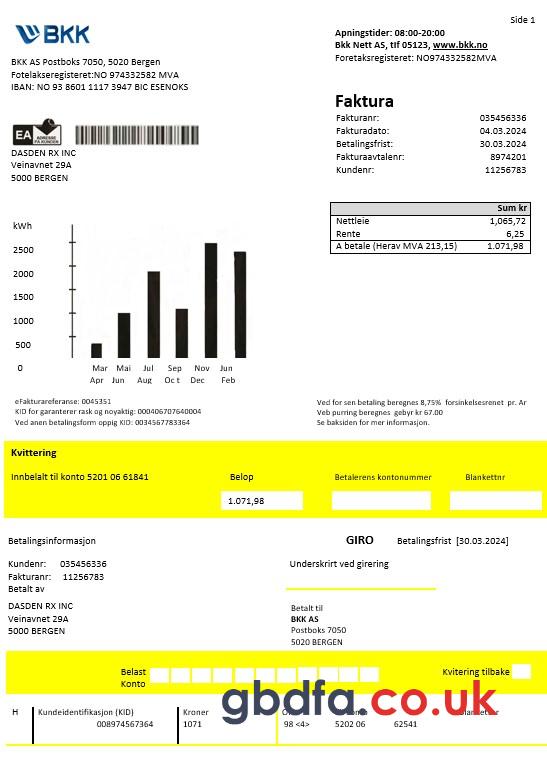 Side 1
BKK
Apningstider: 08:00-20:00
Bkk Nett AS, tIf 05123, www.bkk.no
Foretaksregisteret: NO974332582MVA
BKK AS Postboks 7050, 5020 Bergen
Fotelakseregisteret:NO 974332582 MVA
IBAN: NO 93 8601 1117 3947 BIC ESENOKS
Faktura
Fakturanr: 035456336
Fakturadato: 04.03.2024
Betalingsfrist: 30.03.2024
Fakturaavtalenr: 8974201
Kundenr: 11256783
EA
DASDEN RX INC
Veinavnet 29A
5000 BERGEN
Sum kr
Nettleie 1,065,72
Rente 6,25
A betale (Herav MVA 213,15) 1.071,98
kWh
2500
2000
1500
1000
500
0
Mar Mai Jul Sep Nov Jun
Apr Jun Aug Oc t Dec Feb
eFakturareferanse: 0045351
KID for garanterer rask og noyaktig: 000406707640004
Ved anen betalingsform oppig KID: 0034567783364
Ved for sen betaling beregnes 8,75% forsinkelsesrenet pr. Ar
Veb purring beregnes gebyr kr 67.00
Se baksiden for mer informasjon.
Kvittering
Innbelalt til konto 5201 06 61841 Belop Betalerens kontonummer Blankettnr
1.071,98
Betalingsinformasjon GIRO Betalingsfrist [30.03.2024]
Kundenr: 035456336
Fakturanr: 11256783
Betalt av
Underskrirt ved girering
DASDEN RX INC
Veinavnet 29A
5000 BERGEN
Betalt til
BKK AS
Postboks 7050
5020 BERGEN
Belast
Konto
Kvitering tilbake
gbdfa.co.uk
H Kundeidentifikasjon (KID) Kroner
008974567364 1071 98 <4> 5202 06 62541